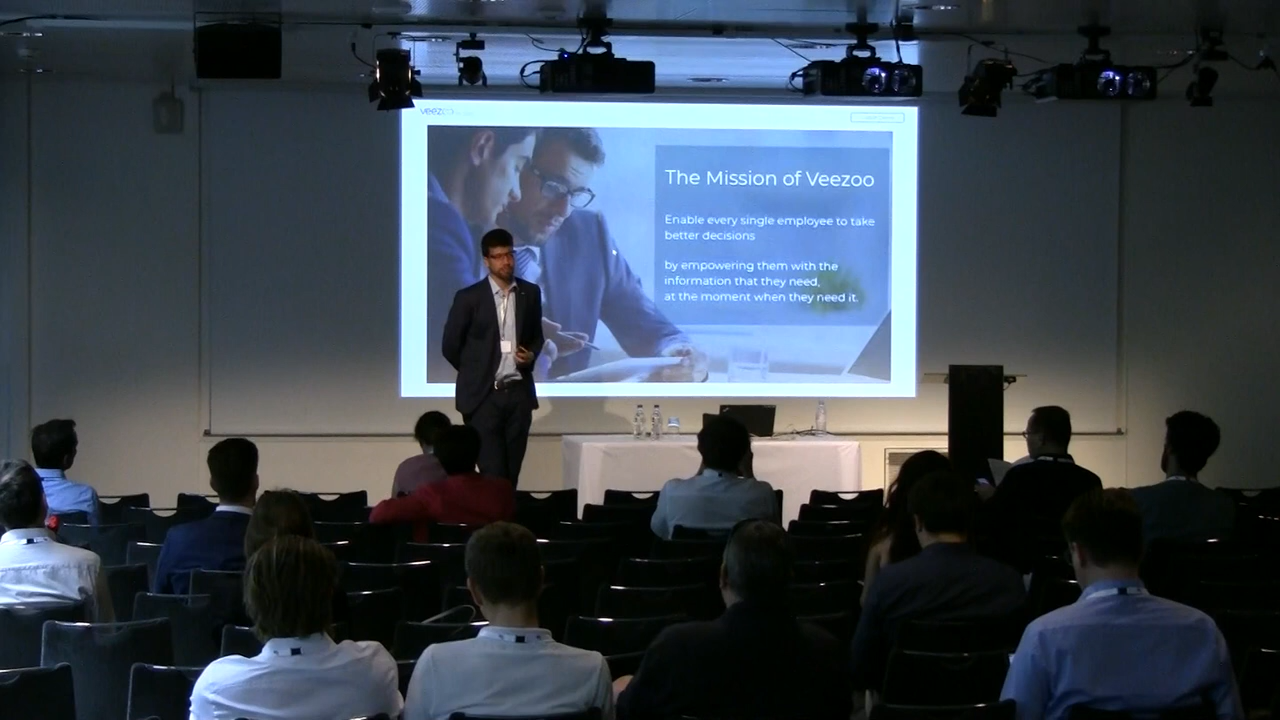 veezoo
The Mission of Veezoo
Enable every single employee to take
better decisions
by empowering them with the
information that they need,
at the moment when they need it.